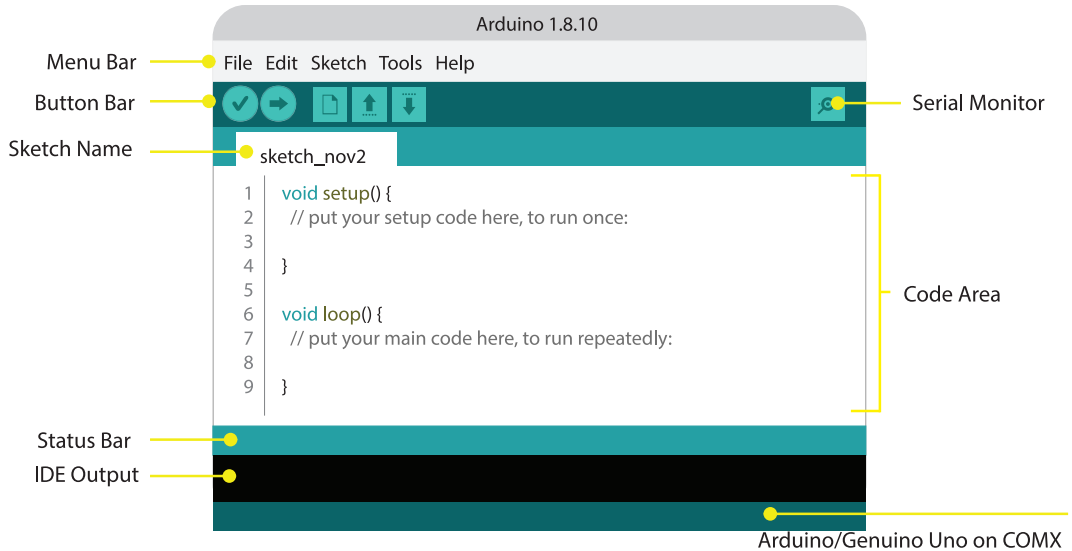 Arduino 1.8.10
Menu Bar
File Edit Sketch Tools Help
Button Bar
Serial Monitor
Sketch Name
sketch_nov2
1 void setup() {
2 // put your setup code here, to run once:
3
4 }
5
6 void loop() {
7 // put your main code here, to run repeatedly:
8
9 }
Code Area
Status Bar
IDE Output
Arduino/Genuino Uno on COMX